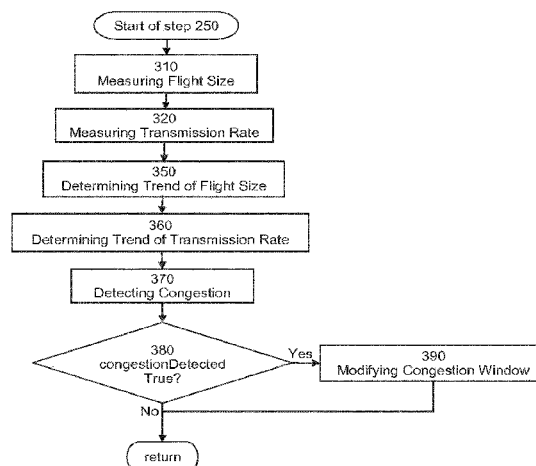 Start of step 250
310
Measuring Flight Size
320
Measuring Transmission Rate
350
Determining Trend of Flight Size
360
Determining Trend of Transmission Rate
370
Detecting Congestion
380
congestionDetected
True?
Yes
390
Modifying Congestion Window
No
return